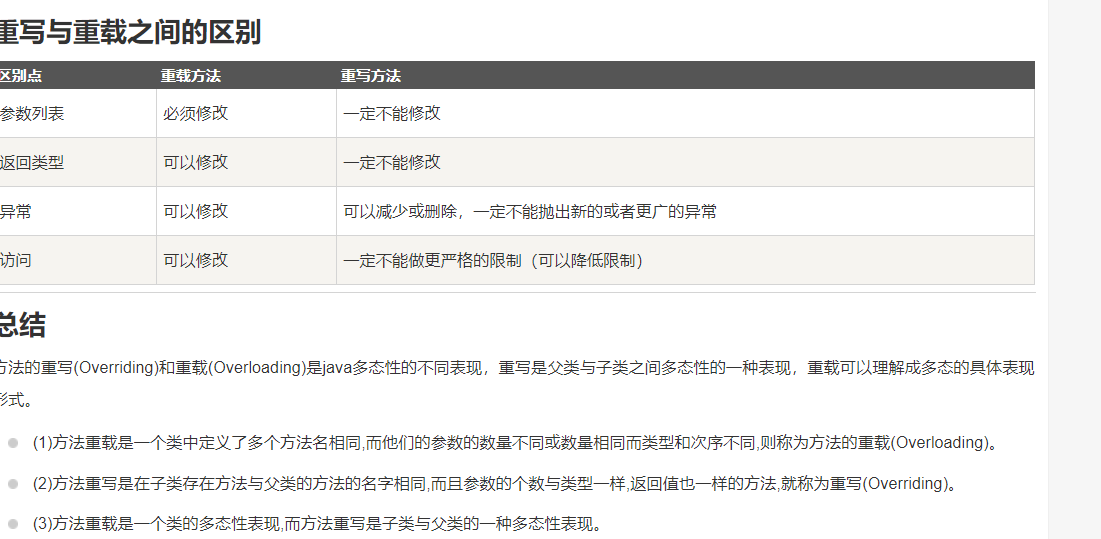 重写与重载之间的区别
区别点 重载方法 重写方法
参数列表 必须修改 一定不能修改
返回类型 可以修改 一定不能修改
异常 可以修改 可以减少或删除，一定不能抛出新的或者更广的异常
访问 可以修改 一定不能做更严格的限制（可以降低限制）
总结
方法的重写(Overriding)和重载(Overloading)是java多态性的不同表现，重写是父类与子类之间多态性的一种表现，重载可以理解成多态的具体表现
形式。
(1)方法重载是一个类中定义了多个方法名相同,而他们的参数的数量不同或数量相同而类型和次序不同,则称为方法的重载(Overloading)。
(2)方法重写是在子类存在方法与父类的方法的名字相同,而且参数的个数与类型一样,返回值也一样的方法,就称为重写(Overriding)。
(3)方法重载是一个类的多态性表现,而方法重写是子类与父类的一种多态性表现。